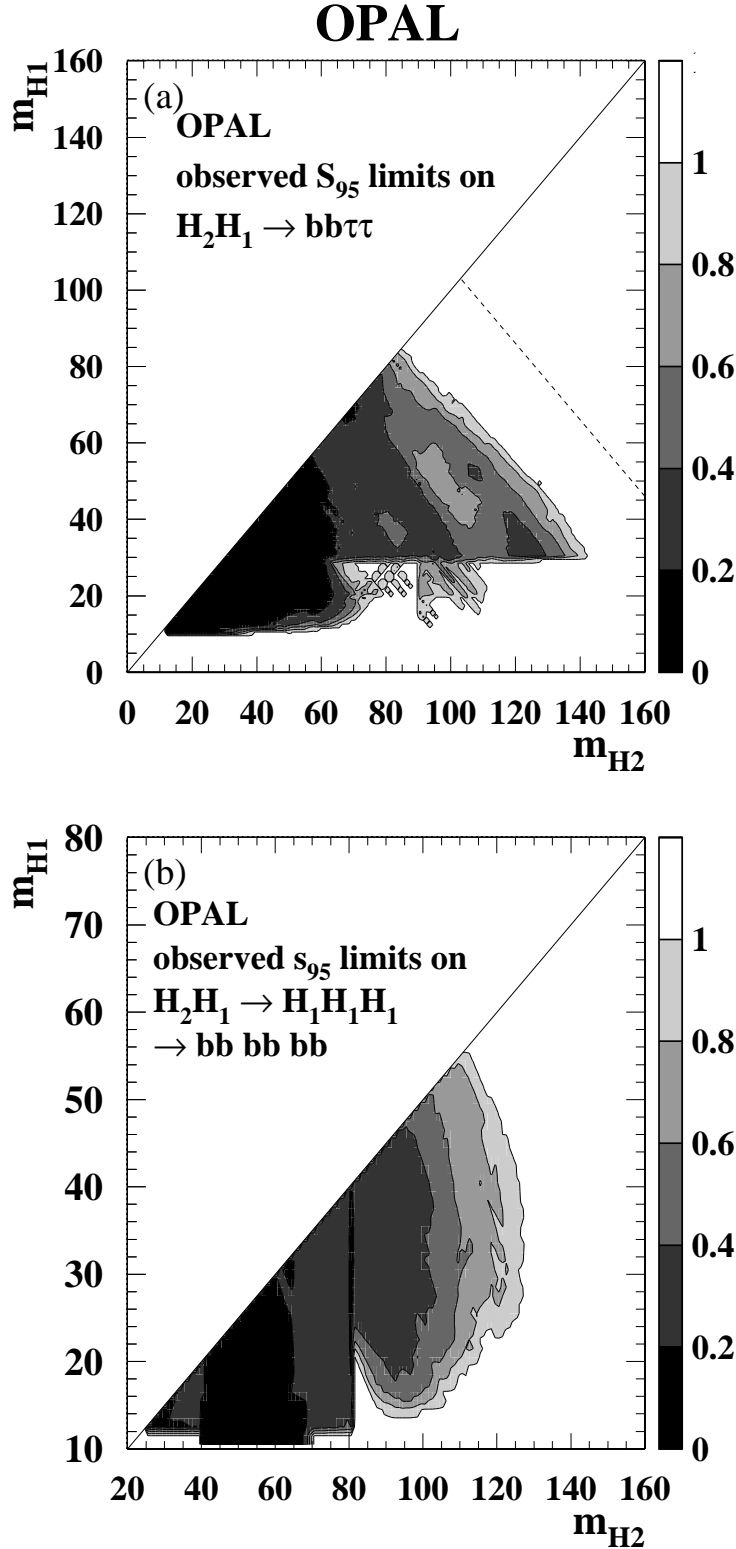 OPAL
m_H1
160
140
120
100
80
60
40
20
0
(a)
OPAL
observed S_95 limits on
H_2H_1 → bbττ
1
0.8
0.6
0.4
0.2
0
0 20 40 60 80 100 120 140 160
m_H2
m_H1
80
70
60
50
40
30
20
10
(b)
OPAL
observed s_95 limits on
H_2H_1 → H_1H_1H_1
→ bb bb bb
1
0.8
0.6
0.4
0.2
0
20 40 60 80 100 120 140 160
m_H2